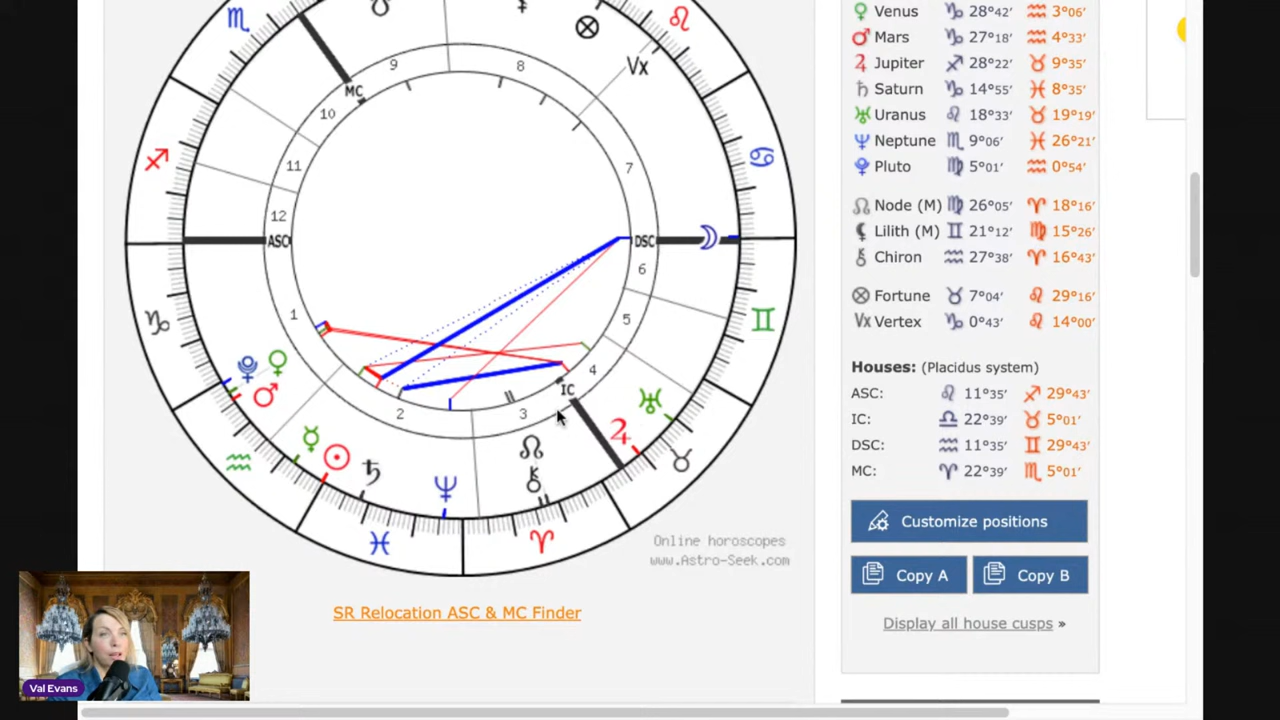 MC
ASC
DSC
IC
Vx
1
2
3
4
5
6
7
8
9
10
11
12
Online horoscopes
www.Astro-Seek.com
SR Relocation ASC & MC Finder
Venus 28°42' 3°06'
Mars 27°18' 4°33'
Jupiter 28°22' 9°35'
Saturn 14°55' 8°35'
Uranus 18°33' 19°19'
Neptune 9°06' 26°21'
Pluto 5°01' 0°54'
Node (M) 26°05' 18°16'
Lilith (M) 21°12' 15°26'
Chiron 27°38' 16°43'
Fortune 7°04' 29°16'
Vx Vertex 0°43' 14°00'
Houses: (Placidus system)
ASC: 11°35' 29°43'
IC: 22°39' 5°01'
DSC: 11°35' 29°43'
MC: 22°39' 5°01'
Customize positions
Copy A Copy B
Display all house cusps »
Val Evans